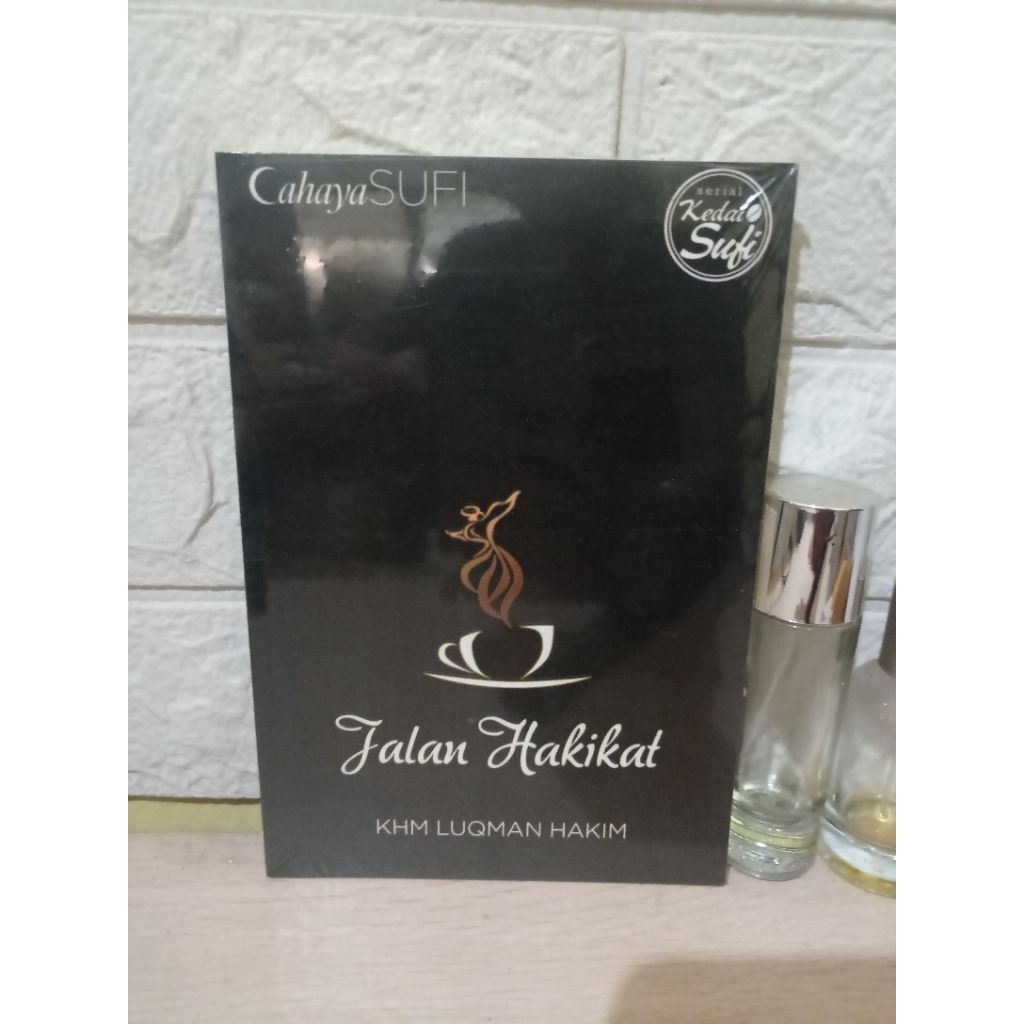 CahayaSUFI
serial
Kedai
Sufi
Jalan Hakikat
KHM LUQMAN HAKIM